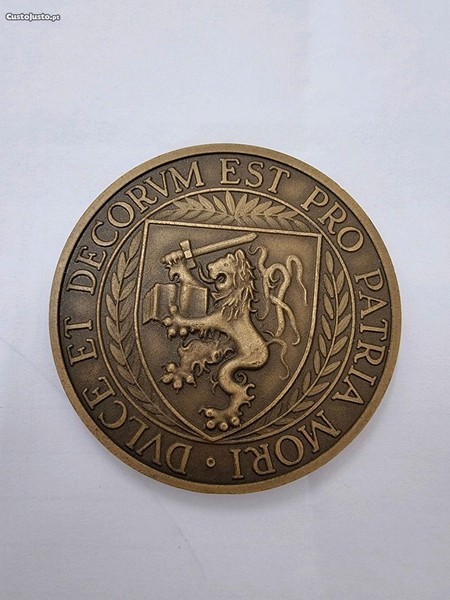 CustoJusto.pt
DVLCE ET DECORVM EST PRO PATRIA MORI ·